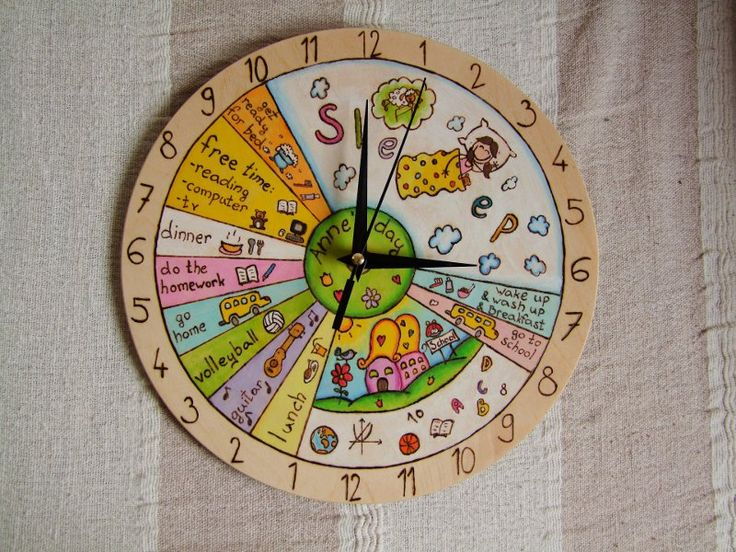 12
1
2
3
4
5
6
7
8
9
10
11
12
1
2
3
4
5
6
7
8
9
10
11
Sleep
wake up
& wash up
& breakfast
go to
school
School
10
A
B
C
8
lunch
guitar
volleyball
go
home
do the
homework
dinner
free time:
-reading
-computer
-tv
get
ready
for bed
Anne's day